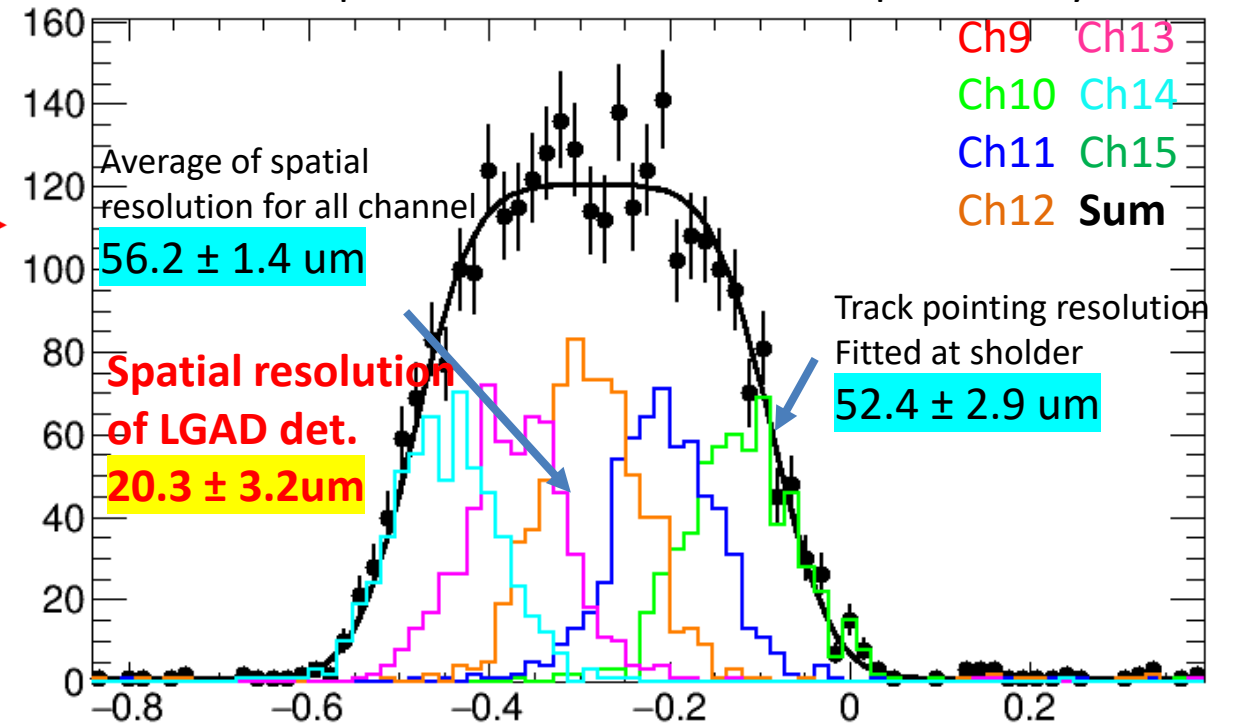 160
140
120
100
80
60
40
20
0
−0.8
−0.6
−0.4
−0.2
0
0.2
Average of spatial
resolution for all channel
56.2 ± 1.4 um
Spatial resolution
of LGAD det.
20.3 ± 3.2um
Ch9 Ch13
Ch10 Ch14
Ch11 Ch15
Ch12 Sum
Track pointing resolution
Fitted at sholder
52.4 ± 2.9 um